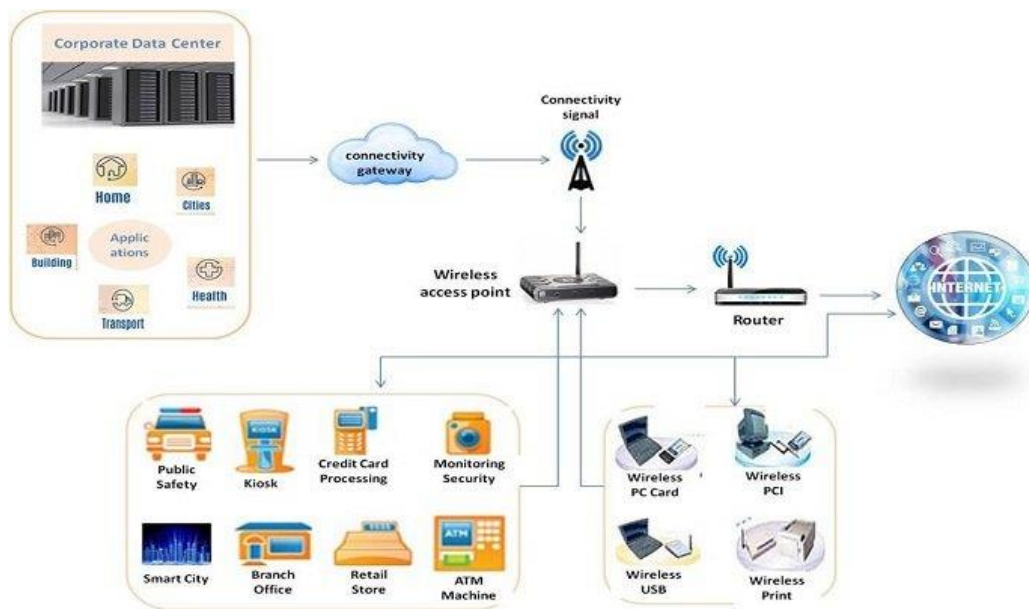 Corporate Data Center
Home
Cities
Applic
ations
Building
Health
Transport
connectivity
gateway
Connectivity
signal
Wireless
access point
Router
INTERNET
Public
Safety
KIOSK
Kiosk
Credit Card
Processing
Monitoring
Security
Smart City
Branch
Office
Retail
Store
ATM
ATM
Machine
Wireless
PC Card
Wireless
PCI
Wireless
USB
Wireless
Print